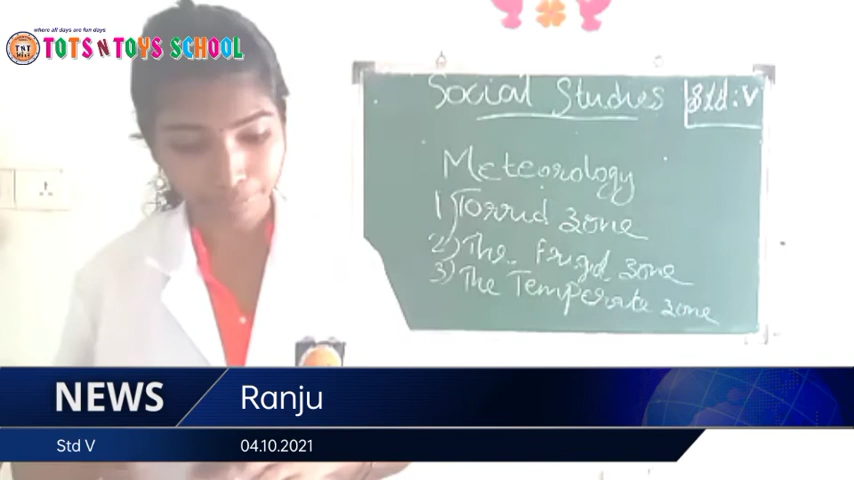 where all days are fun days
TOTS N TOYS SCHOOL
TNT
Social Studies
Std: V
Meteorology
1) Torrid zone
2) The Frigid zone
3) The Temperate zone
NEWS
Ranju
Std V
04.10.2021